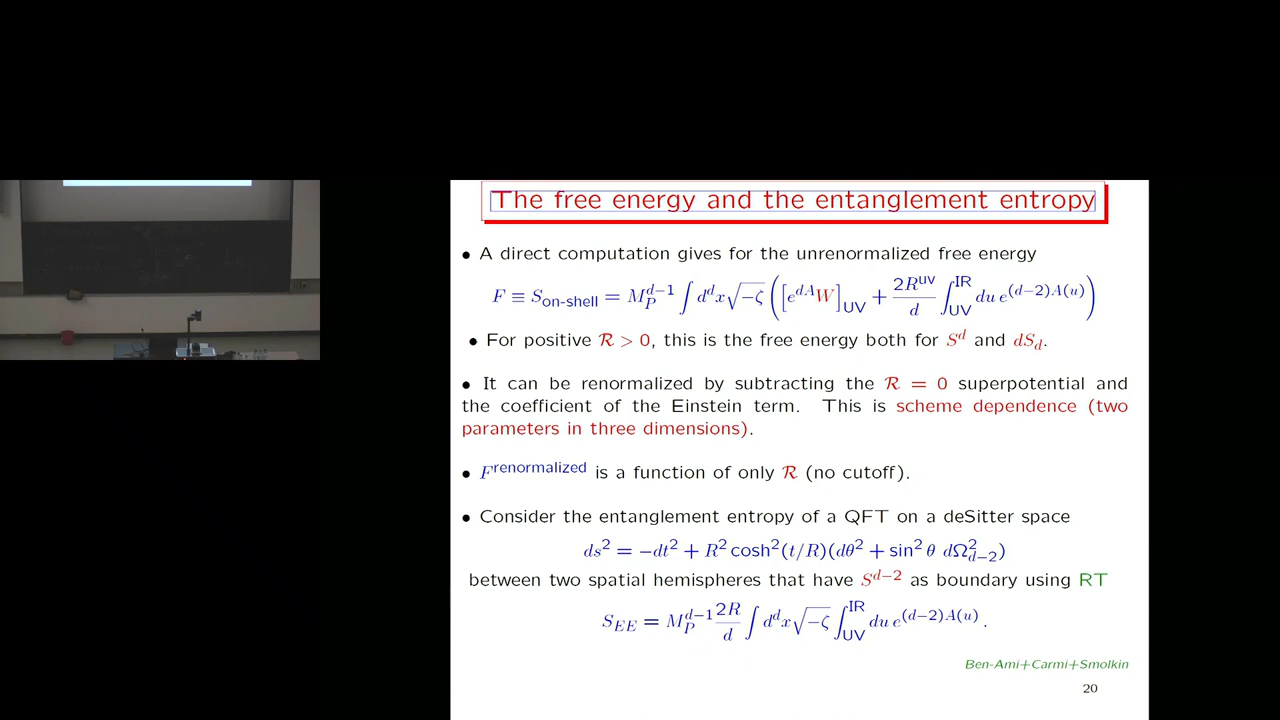 The free energy and the entanglement entropy
• A direct computation gives for the unrenormalized free energy
F ≡ S_on-shell = M_P^{d−1} ∫ d^d x √−ζ ( [e^{dA} W]_UV + 2R^{uv}/d ∫_UV^IR du e^{(d−2)A(u)} )
• For positive ℛ > 0, this is the free energy both for S^d and dS_d.
• It can be renormalized by subtracting the ℛ = 0 superpotential and
the coefficient of the Einstein term. This is scheme dependence (two
parameters in three dimensions).
• F^renormalized is a function of only ℛ (no cutoff).
• Consider the entanglement entropy of a QFT on a deSitter space
ds² = −dt² + R² cosh²(t/R)(dθ² + sin² θ dΩ²_{d−2})
between two spatial hemispheres that have S^{d−2} as boundary using RT
S_EE = M_P^{d−1} 2R/d ∫ d^d x √−ζ ∫_UV^IR du e^{(d−2)A(u)} .
Ben-Ami+Carmi+Smolkin
20